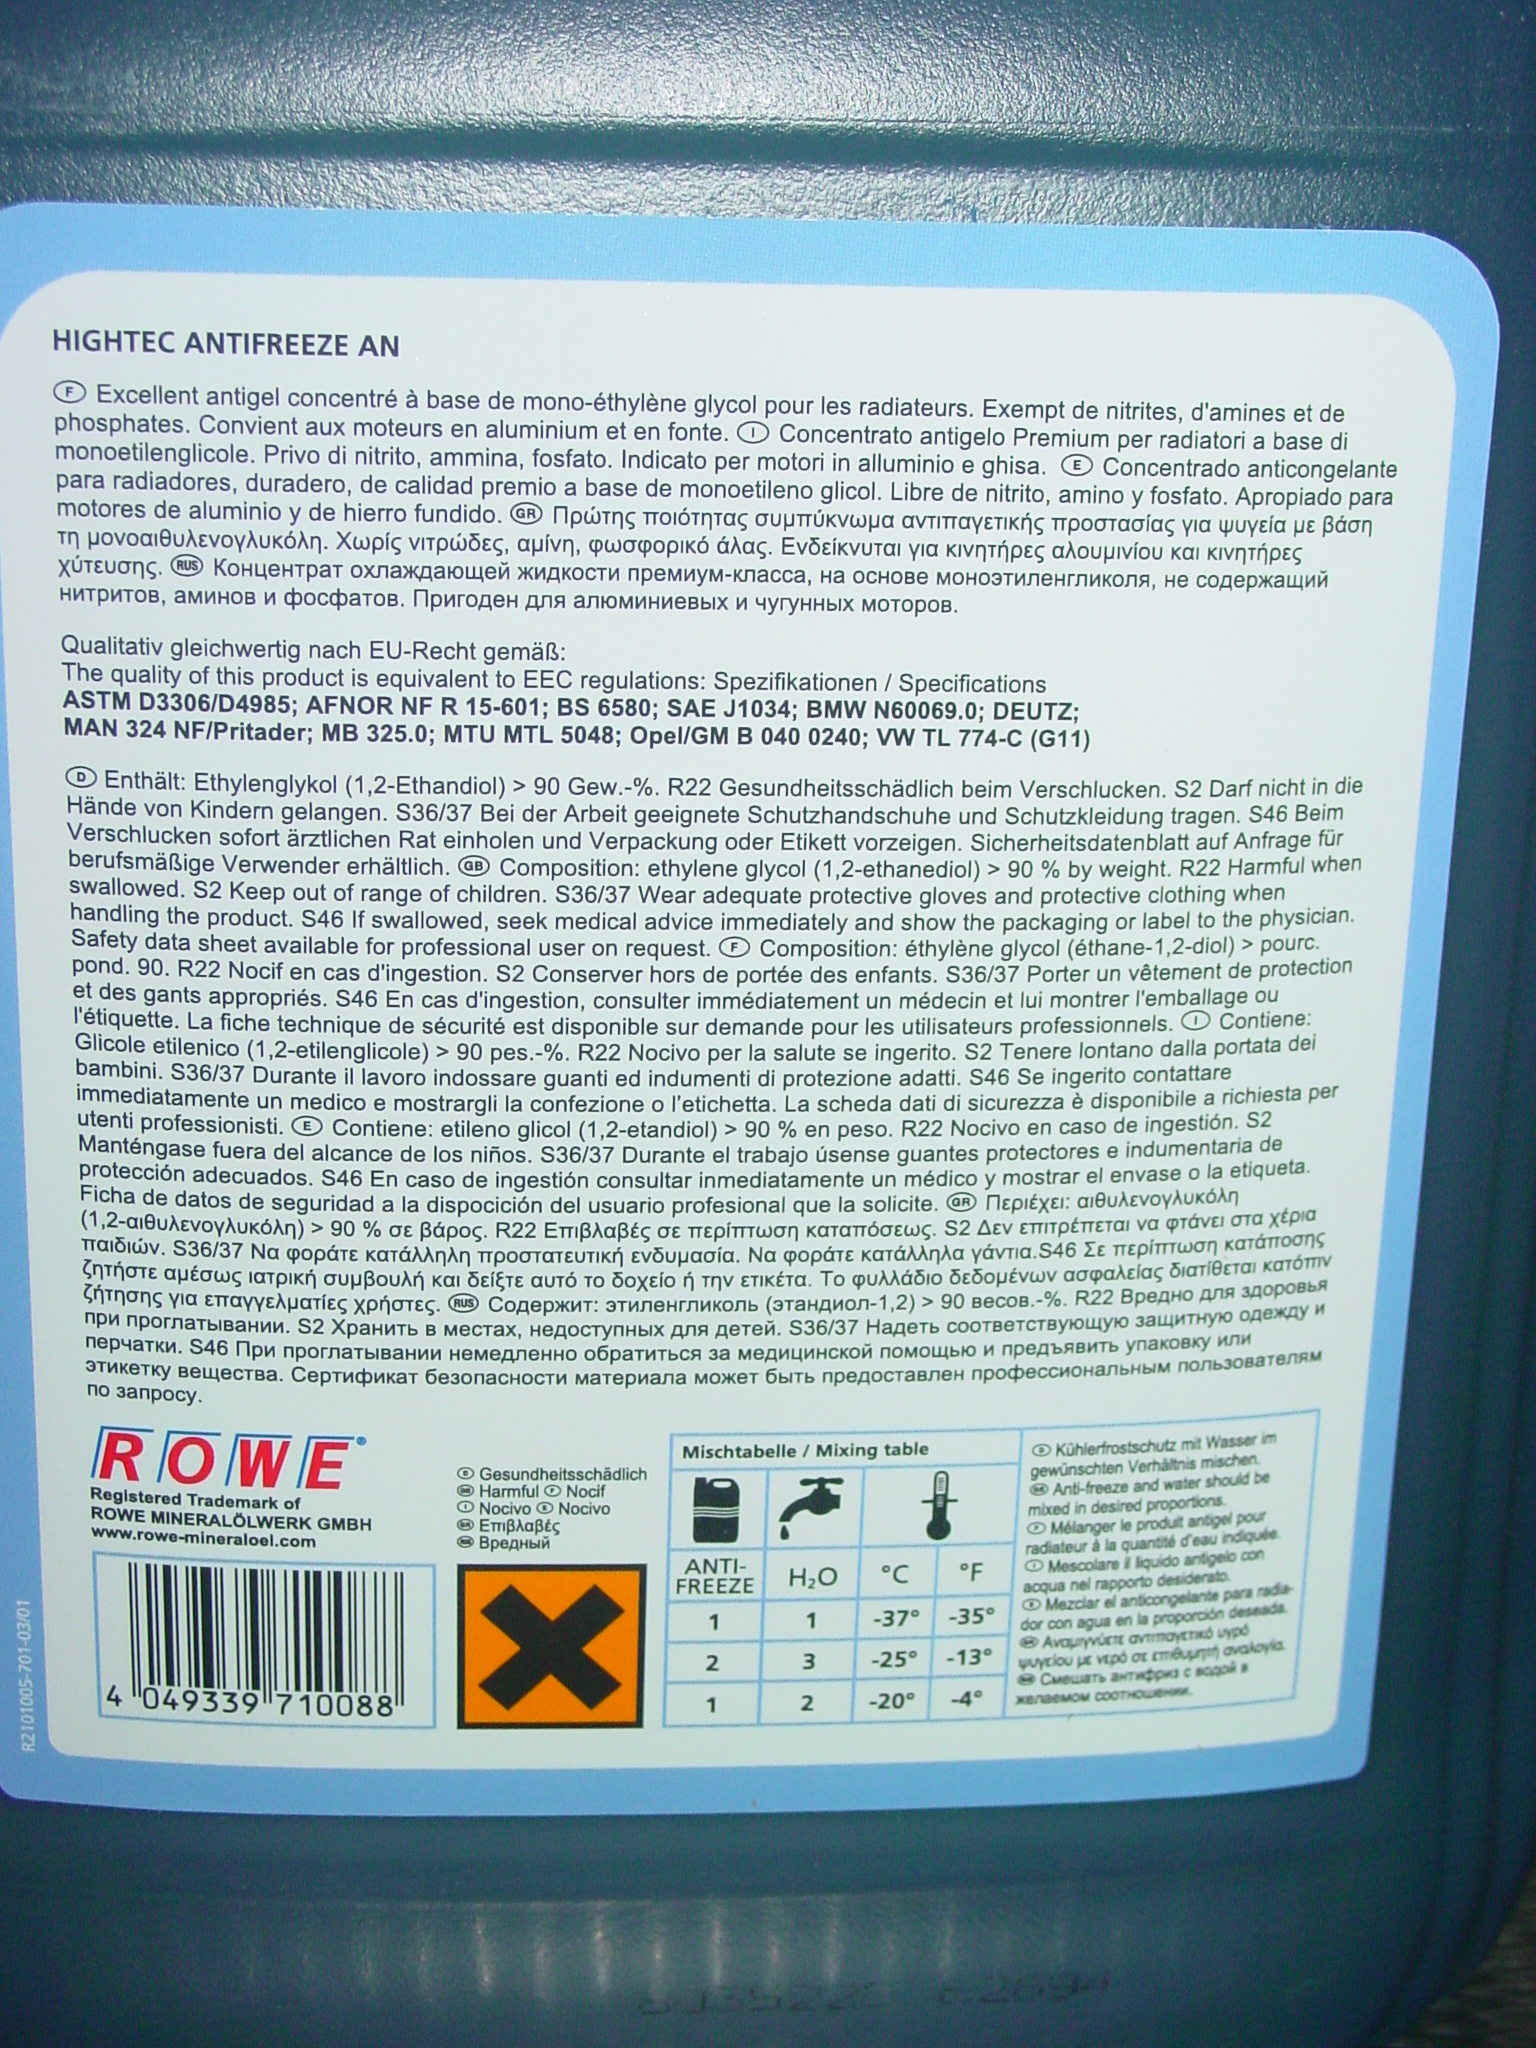 HIGHTEC ANTIFREEZE AN
F Excellent antigel concentré à base de mono-éthylène glycol pour les radiateurs. Exempt de nitrites, d'amines et de
phosphates. Convient aux moteurs en aluminium et en fonte. I Concentrato antigelo Premium per radiatori a base di
monoetilenglicole. Privo di nitrito, ammina, fosfato. Indicato per motori in alluminio e ghisa. E Concentrado anticongelante
para radiadores, duradero, de calidad premio a base de monoetileno glicol. Libre de nitrito, amino y fosfato. Apropiado para
motores de aluminio y de hierro fundido. GR Πρώτης ποιότητας συμπύκνωμα αντιπαγετικής προστασίας για ψυγεία με βάση
τη μονοαιθυλενογλυκόλη. Χωρίς νιτρώδες, αμίνη, φωσφορικό άλας. Ενδείκνυται για κινητήρες αλουμινίου και κινητήρες
χύτευσης. RUS Концентрат охлаждающей жидкости премиум-класса, на основе моноэтиленгликоля, не содержащий
нитритов, аминов и фосфатов. Пригоден для алюминиевых и чугунных моторов.
Qualitativ gleichwertig nach EU-Recht gemäß:
The quality of this product is equivalent to EEC regulations: Spezifikationen / Specifications
ASTM D3306/D4985; AFNOR NF R 15-601; BS 6580; SAE J1034; BMW N60069.0; DEUTZ;
MAN 324 NF/Pritader; MB 325.0; MTU MTL 5048; Opel/GM B 040 0240; VW TL 774-C (G11)
D Enthält: Ethylenglykol (1,2-Ethandiol) > 90 Gew.-%. R22 Gesundheitsschädlich beim Verschlucken. S2 Darf nicht in die
Hände von Kindern gelangen. S36/37 Bei der Arbeit geeignete Schutzhandschuhe und Schutzkleidung tragen. S46 Beim
Verschlucken sofort ärztlichen Rat einholen und Verpackung oder Etikett vorzeigen. Sicherheitsdatenblatt auf Anfrage für
berufsmäßige Verwender erhältlich. GB Composition: ethylene glycol (1,2-ethanediol) > 90 % by weight. R22 Harmful when
swallowed. S2 Keep out of range of children. S36/37 Wear adequate protective gloves and protective clothing when
handling the product. S46 If swallowed, seek medical advice immediately and show the packaging or label to the physician.
Safety data sheet available for professional user on request. F Composition: éthylène glycol (éthane-1,2-diol) > pourc.
pond. 90. R22 Nocif en cas d'ingestion. S2 Conserver hors de portée des enfants. S36/37 Porter un vêtement de protection
et des gants appropriés. S46 En cas d'ingestion, consulter immédiatement un médecin et lui montrer l'emballage ou
l'étiquette. La fiche technique de sécurité est disponible sur demande pour les utilisateurs professionnels. I Contiene:
Glicole etilenico (1,2-etilenglicole) > 90 pes.-%. R22 Nocivo per la salute se ingerito. S2 Tenere lontano dalla portata dei
bambini. S36/37 Durante il lavoro indossare guanti ed indumenti di protezione adatti. S46 Se ingerito contattare
immediatamente un medico e mostrargli la confezione o l'etichetta. La scheda dati di sicurezza è disponibile a richiesta per
utenti professionisti. E Contiene: etileno glicol (1,2-etandiol) > 90 % en peso. R22 Nocivo en caso de ingestión. S2
Manténgase fuera del alcance de los niños. S36/37 Durante el trabajo úsense guantes protectores e indumentaria de
protección adecuados. S46 En caso de ingestión consultar inmediatamente un médico y mostrar el envase o la etiqueta.
Ficha de datos de seguridad a la dispocición del usuario profesional que la solicite. GR Περιέχει: αιθυλενογλυκόλη
(1,2-αιθυλενογλυκόλη) > 90 % σε βάρος. R22 Επιβλαβές σε περίπτωση καταπόσεως. S2 Δεν επιτρέπεται να φτάνει στα χέρια
παιδιών. S36/37 Να φοράτε κατάλληλη προστατευτική ενδυμασία. Να φοράτε κατάλληλα γάντια.S46 Σε περίπτωση κατάποσης
ζητήστε αμέσως ιατρική συμβουλή και δείξτε αυτό το δοχείο ή την ετικέτα. Το φυλλάδιο δεδομένων ασφαλείας διατίθεται κατόπιν
ζήτησης για επαγγελματίες χρήστες. RUS Содержит: этиленгликоль (этандиол-1,2) > 90 весов.-%. R22 Вредно для здоровья
при проглатывании. S2 Хранить в местах, недоступных для детей. S36/37 Надеть соответствующую защитную одежду и
перчатки. S46 При проглатывании немедленно обратиться за медицинской помощью и предъявить упаковку или
этикетку вещества. Сертификат безопасности материала может быть предоставлен профессиональным пользователям
по запросу.
ROWE®
Registered Trademark of
ROWE MINERALÖLWERK GMBH
www.rowe-mineraloel.com
4 049339 710088
R2101005-701-03/01
D Gesundheitsschädlich
GB Harmful F Nocif
I Nocivo E Nocivo
GR Επιβλαβές
RUS Вредный
Mischtabelle / Mixing table
ANTI-
FREEZE H₂O °C °F
1 1 -37° -35°
2 3 -25° -13°
1 2 -20° -4°
D Kühlerfrostschutz mit Wasser im
gewünschten Verhältnis mischen.
GB Anti-freeze and water should be
mixed in desired proportions.
F Mélanger le produit antigel pour
radiateur à la quantité d'eau indiquée.
I Mescolare il liquido antigelo con
acqua nel rapporto desiderato.
E Mezclar el anticongelante para radia-
dor con agua en la proporción deseada.
GR Αναμιγνύετε αντιπαγετικό υγρό
ψυγείου με νερό σε επιθυμητή αναλογία.
RUS Смешать антифриз с водой в
желаемом соотношении.